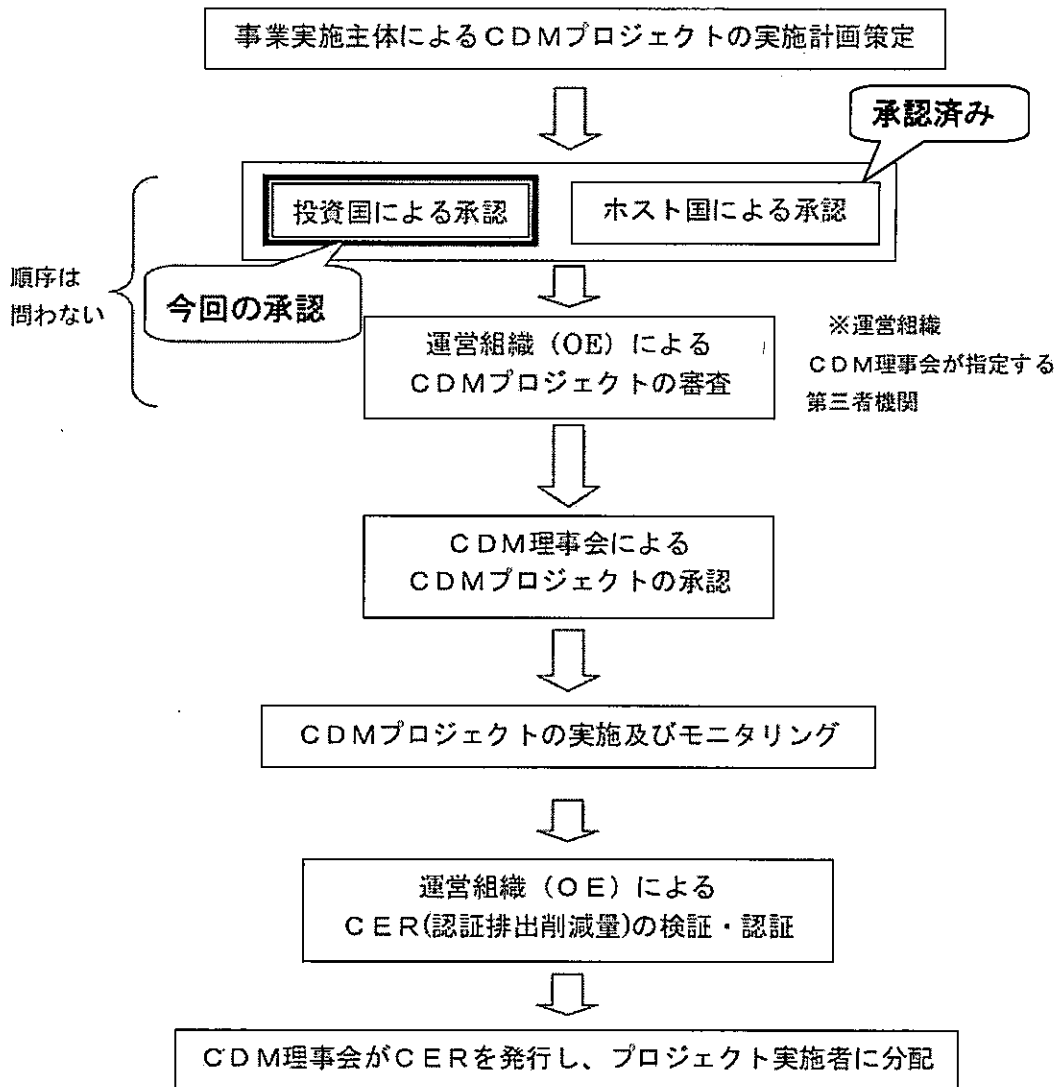 事業実施主体によるCDMプロジェクトの実施計画策定
承認済み
投資国による承認
ホスト国による承認
順序は
問わない
今回の承認
運営組織（OE）による
CDMプロジェクトの審査
※運営組織
CDM理事会が指定する
第三者機関
CDM理事会による
CDMプロジェクトの承認
CDMプロジェクトの実施及びモニタリング
運営組織（OE）による
CER(認証排出削減量)の検証・認証
CDM理事会がCERを発行し、プロジェクト実施者に分配